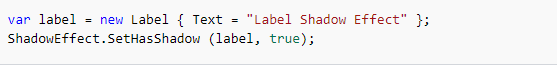 var label = new Label { Text = "Label Shadow Effect" };
ShadowEffect.SetHasShadow (label, true);